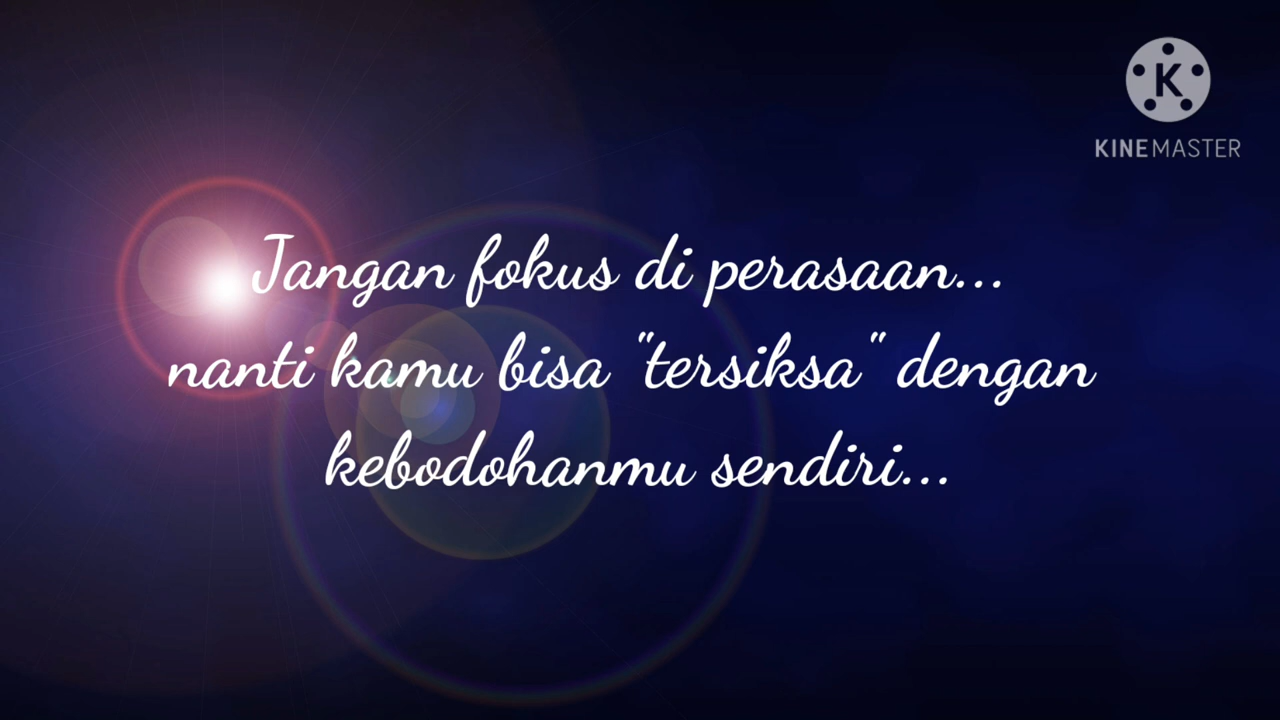 K
KINEMASTER
Jangan fokus di perasaan...
nanti kamu bisa "tersiksa" dengan
kebodohanmu sendiri...